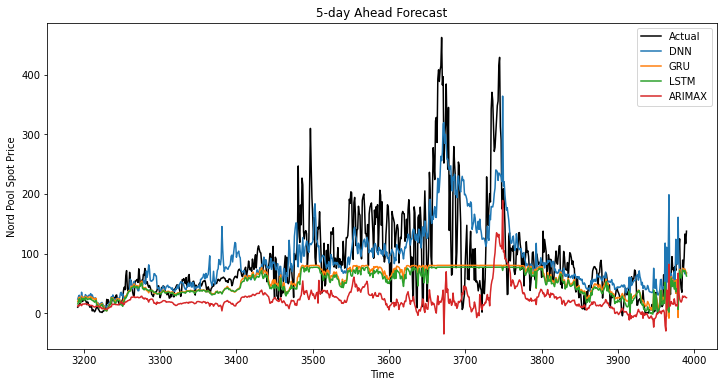 5-day Ahead Forecast
Actual
DNN
GRU
LSTM
ARIMAX
Nord Pool Spot Price
400
300
200
100
0
3200 3300 3400 3500 3600 3700 3800 3900 4000
Time